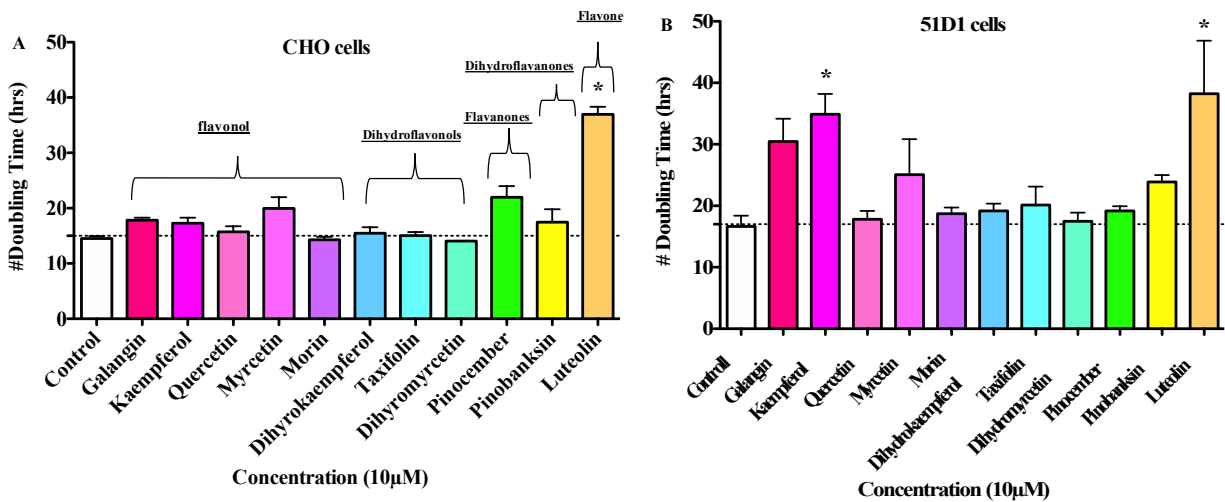 A
CHO cells
Flavone
Dihydroflavanones
*
flavonol
Dihydroflavonols
Flavanones
#Doubling Time (hrs)
50
40
30
20
10
0
Control
Galangin
Kaempferol
Quercetin
Myrcetin
Morin
Dihyrokaempferol
Taxifolin
Dihyromyrcetin
Pinocember
Pinobanksin
Luteolin
Concentration (10μM)
B
51D1 cells
*
*
# Doubling Time (hrs)
50
40
30
20
10
0
Controll
Galangin
Kaempferol
Quercetin
Myrcetin
Morin
Dihydrokaempferol
Taxifolin
Dihydromyrcetin
Pinocember
Pinobanksin
Luteolin
Concentration (10μM)